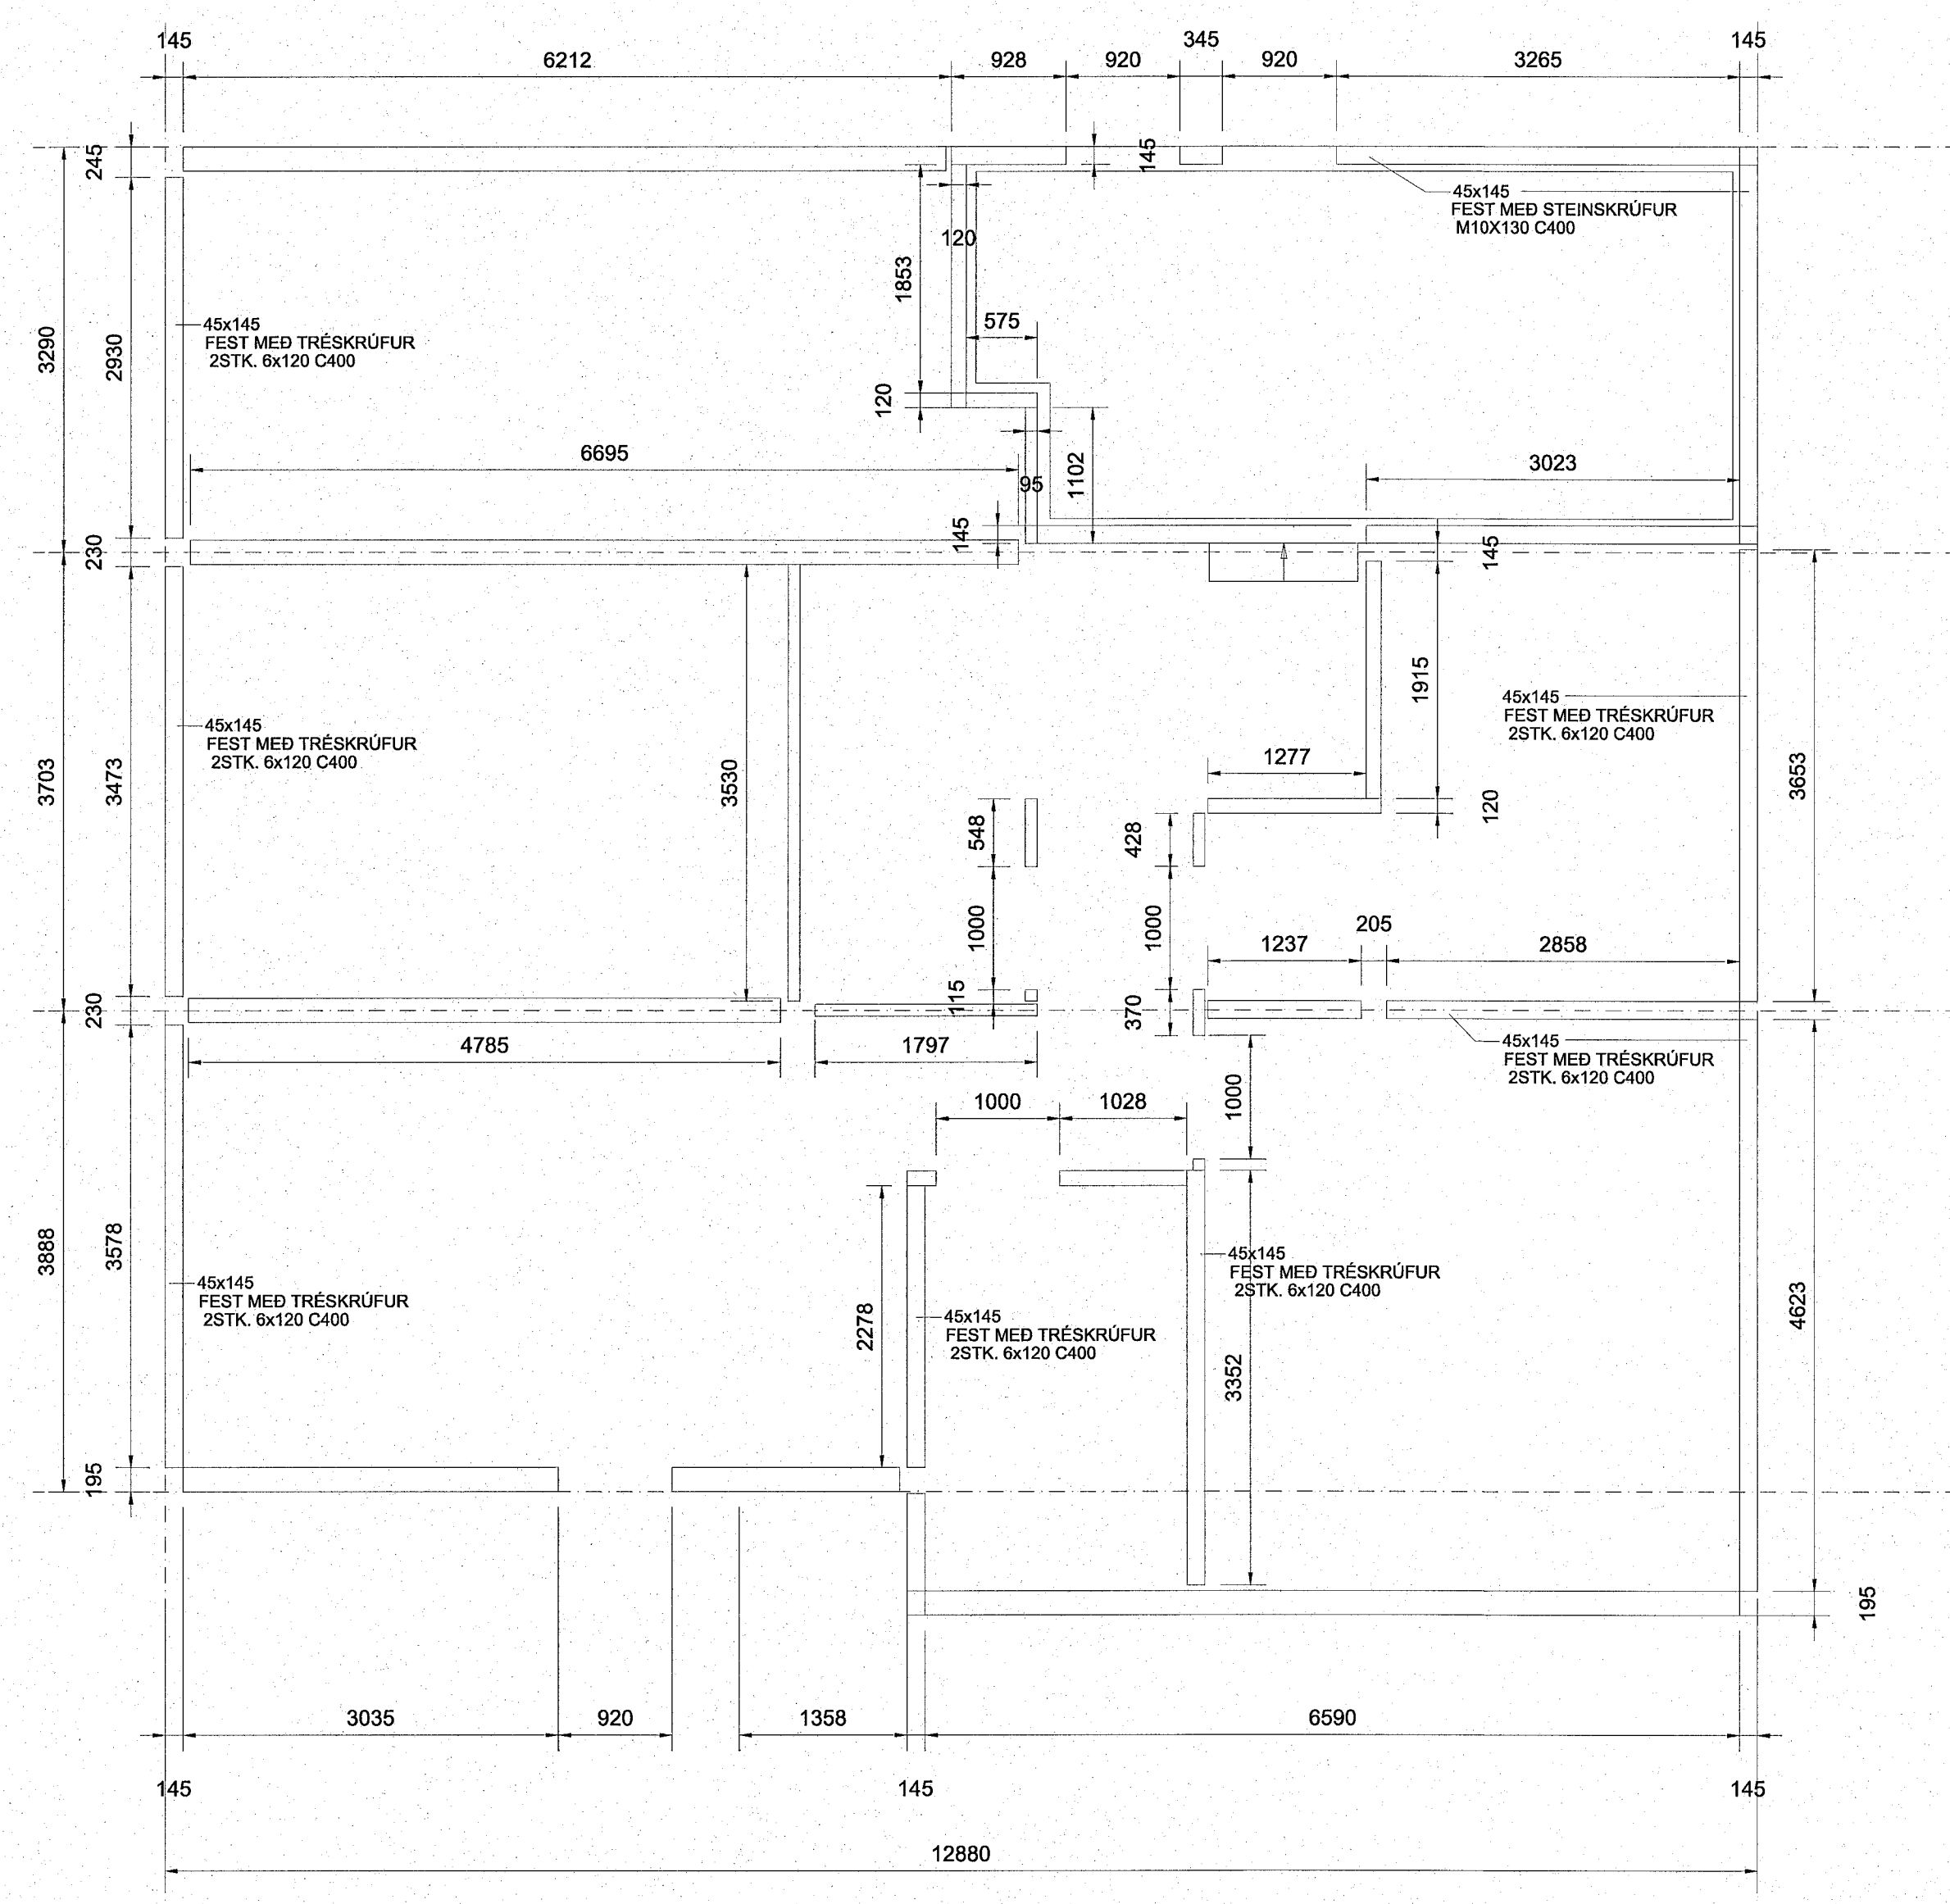 145
345
145
6212
928
920
920
3265
245
145
45x145
FEST MEÐ STEINSKRÚFUR
M10X130 C400
120
1853
575
45x145
FEST MEÐ TRÉSKRÚFUR
2STK. 6x120 C400
3290
2930
120
6695
3023
1102
95
145
230
145
1915
45x145
FEST MEÐ TRÉSKRÚFUR
2STK. 6x120 C400
45x145
FEST MEÐ TRÉSKRÚFUR
2STK. 6x120 C400
3703
3473
3530
1277
3653
120
548
428
1000
1000
205
1237
2858
115
370
230
4785
1797
45x145
FEST MEÐ TRÉSKRÚFUR
2STK. 6x120 C400
1000
1028
1000
3888
3578
45x145
FEST MEÐ TRÉSKRÚFUR
2STK. 6x120 C400
45x145
FEST MEÐ TRÉSKRÚFUR
2STK. 6x120 C400
2278
45x145
FEST MEÐ TRÉSKRÚFUR
2STK. 6x120 C400
3352
4623
195
195
3035
920
1358
6590
145
145
145
12880